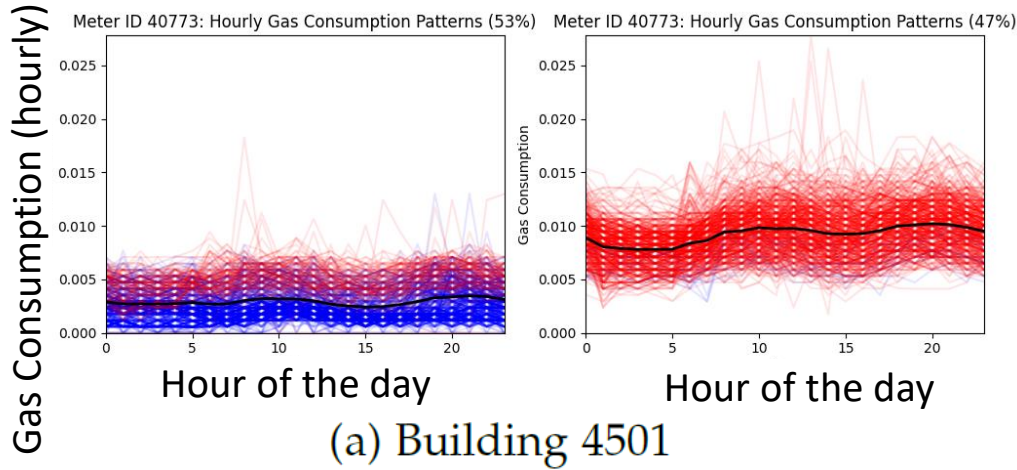 Gas Consumption (hourly)
Meter ID 40773: Hourly Gas Consumption Patterns (53%)
0.025
0.020
0.015
0.010
0.005
0.000
0 5 10 15 20
Hour of the day
Meter ID 40773: Hourly Gas Consumption Patterns (47%)
Gas Consumption
0.025
0.020
0.015
0.010
0.005
0.000
0 5 10 15 20
Hour of the day
(a) Building 4501